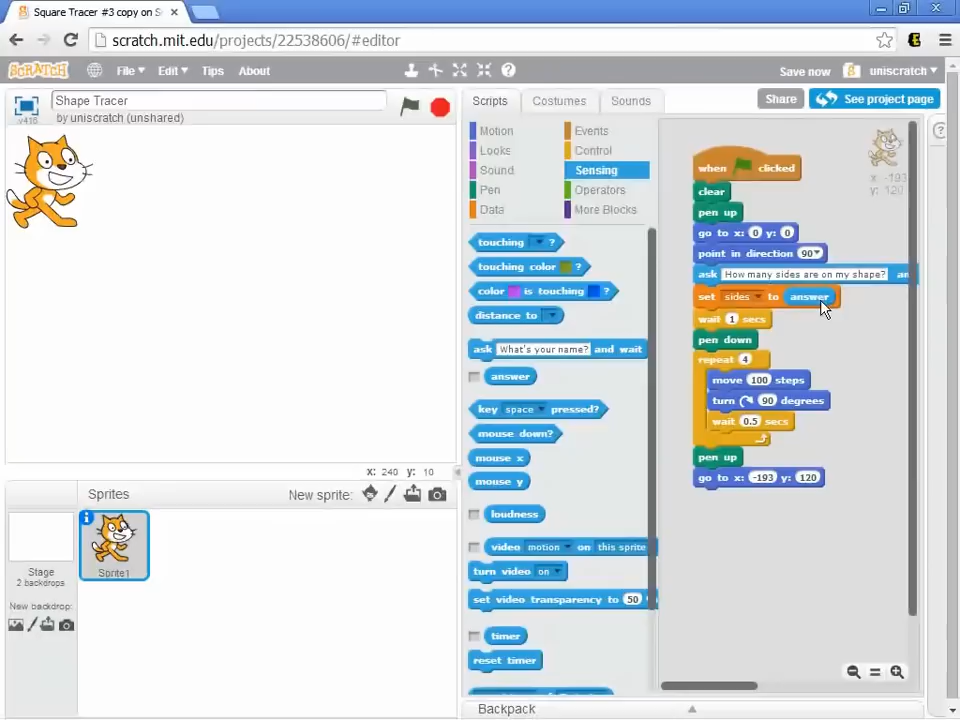 Square Tracer #3 copy on S
scratch.mit.edu/projects/22538606/#editor
SCRATCH File Edit Tips About Save now uniscratch
v416 Shape Tracer
by uniscratch (unshared)
Scripts Costumes Sounds Share See project page
Motion Events
Looks Control
Sound Sensing
Pen Operators
Data More Blocks
touching ?
touching color ?
color is touching ?
distance to
ask What's your name? and wait
answer
key space pressed?
mouse down?
mouse x
mouse y
loudness
video motion on this sprite
turn video on
set video transparency to 50
timer
reset timer
x: -193
y: 120
when clicked
clear
pen up
go to x: 0 y: 0
point in direction 90
ask How many sides are on my shape? an
set sides to answer
wait 1 secs
pen down
repeat 4
move 100 steps
turn 90 degrees
wait 0.5 secs
pen up
go to x: -193 y: 120
x: 240 y: 10
Sprites New sprite:
Stage
2 backdrops
New backdrop:
Sprite1
Backpack